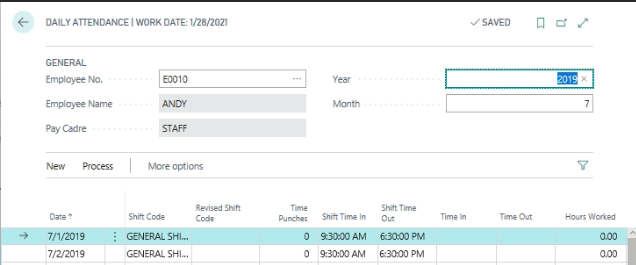 DAILY ATTENDANCE | WORK DATE: 1/28/2021
SAVED
GENERAL
Employee No. E0010 Year 2019
Employee Name ANDY Month 7
Pay Cadre STAFF
New Process More options
Date ↑ Shift Code Revised Shift Code Time Punches Shift Time In Shift Time Out Time In Time Out Hours Worked
7/1/2019 GENERAL SHI... 0 9:30:00 AM 6:30:00 PM 0.00
7/2/2019 GENERAL SHI... 0 9:30:00 AM 6:30:00 PM 0.00